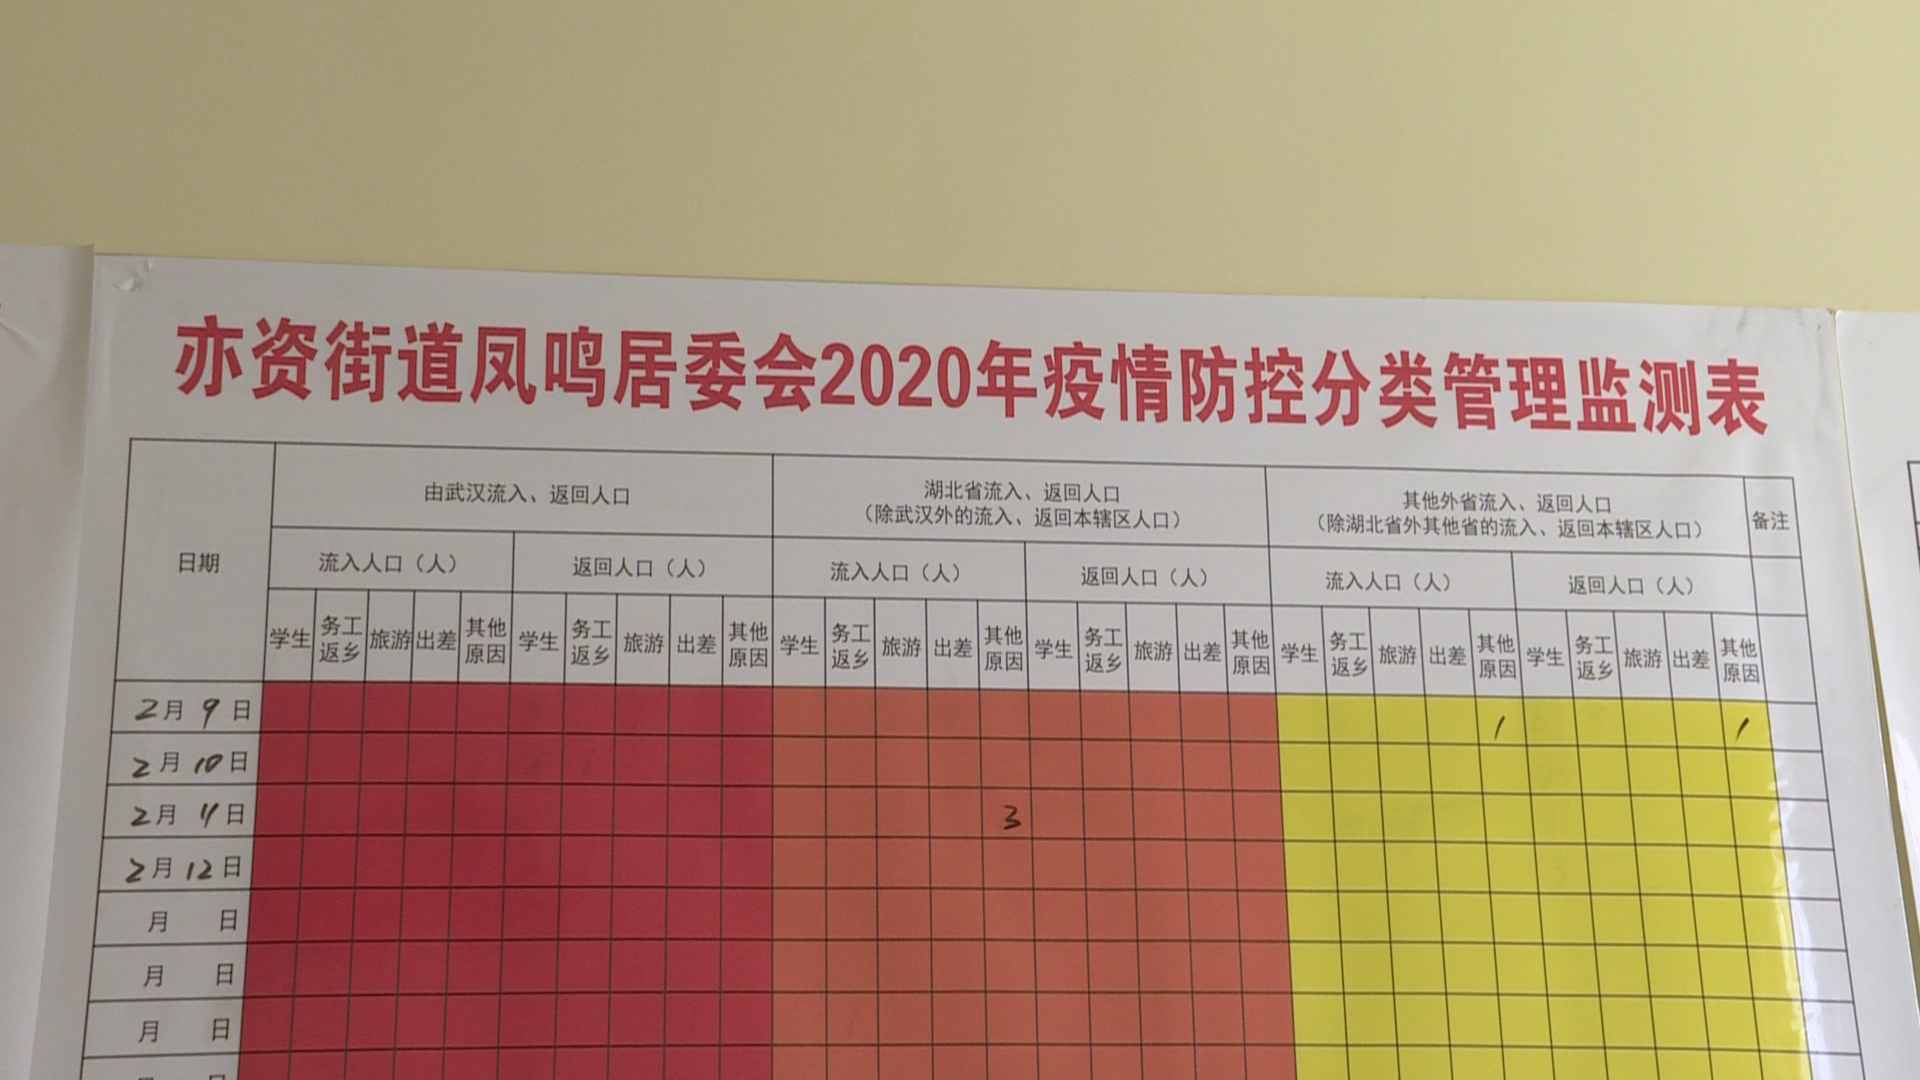 亦资街道凤鸣居委会2020年疫情防控分类管理监测表
日期 由武汉流入、返回人口 湖北省流入、返回人口 其他外省流入、返回人口 备注
（除武汉外的流入、返回本辖区人口） （除湖北省外其他省的流入、返回本辖区人口）
流入人口（人） 返回人口（人） 流入人口（人） 返回人口（人） 流入人口（人） 返回人口（人）
学生 务工返乡 旅游 出差 其他原因 学生 务工返乡 旅游 出差 其他原因 学生 务工返乡 旅游 出差 其他原因 学生 务工返乡 旅游 出差 其他原因 学生 务工返乡 旅游 出差 其他原因 学生 务工返乡 旅游 出差 其他原因
2月9日 1 1
2月10日
2月11日 3
2月12日
月 日
月 日
月 日